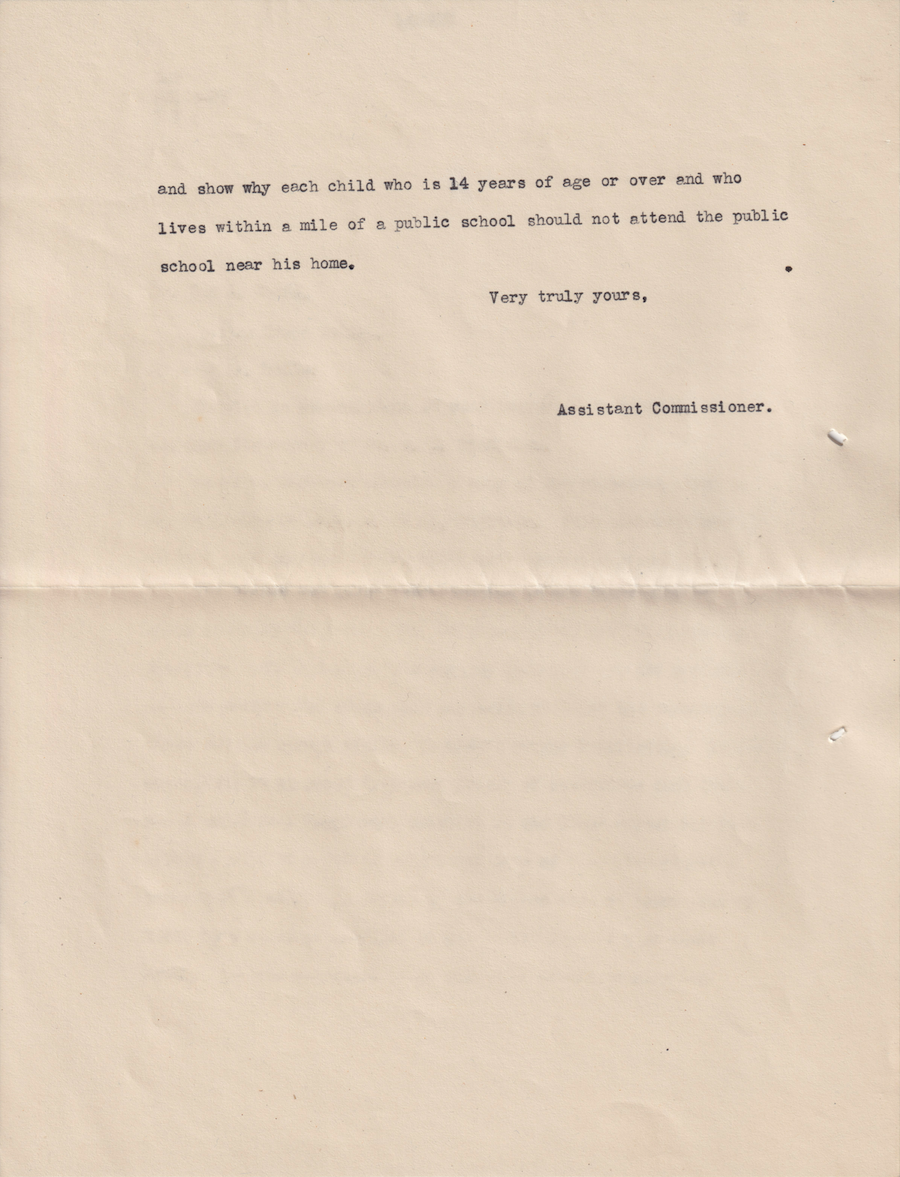 and show why each child who is 14 years of age or over and who
lives within a mile of a public school should not attend the public
school near his home.
Very truly yours,
Assistant Commissioner.